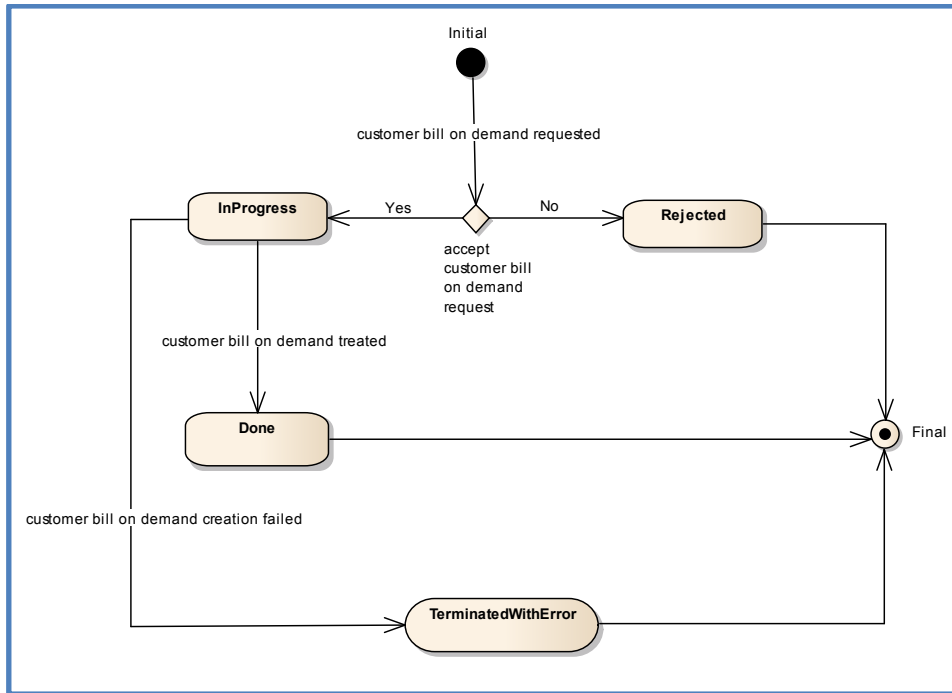 Initial
customer bill on demand requested
InProgress
Yes
No
Rejected
accept
customer bill
on demand
request
customer bill on demand treated
Done
Final
customer bill on demand creation failed
TerminatedWithError